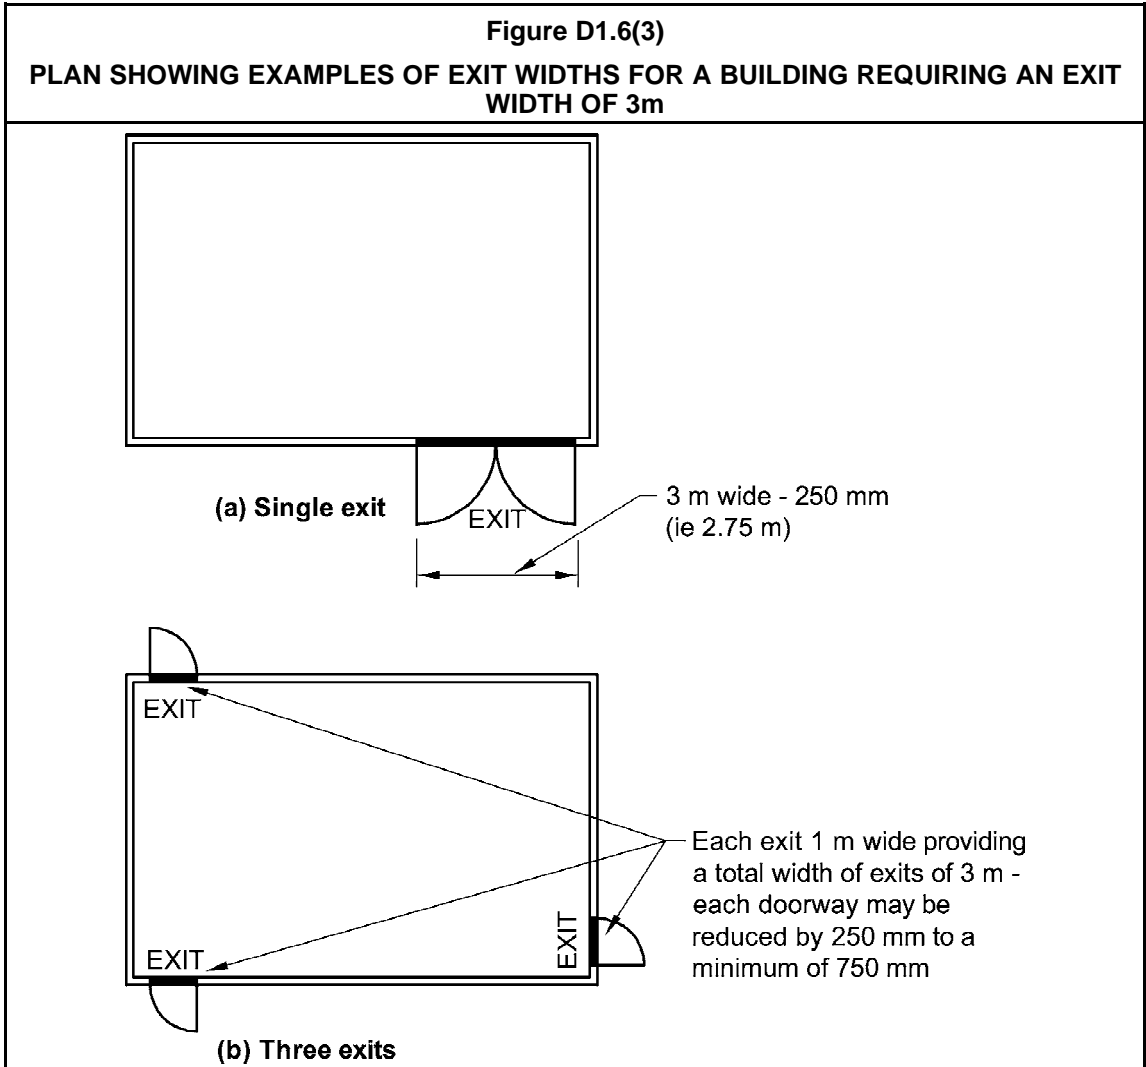 Figure D1.6(3)
PLAN SHOWING EXAMPLES OF EXIT WIDTHS FOR A BUILDING REQUIRING AN EXIT
WIDTH OF 3m
(a) Single exit
EXIT
3 m wide - 250 mm
(ie 2.75 m)
EXIT
EXIT
EXIT
Each exit 1 m wide providing
a total width of exits of 3 m -
each doorway may be
reduced by 250 mm to a
minimum of 750 mm
(b) Three exits